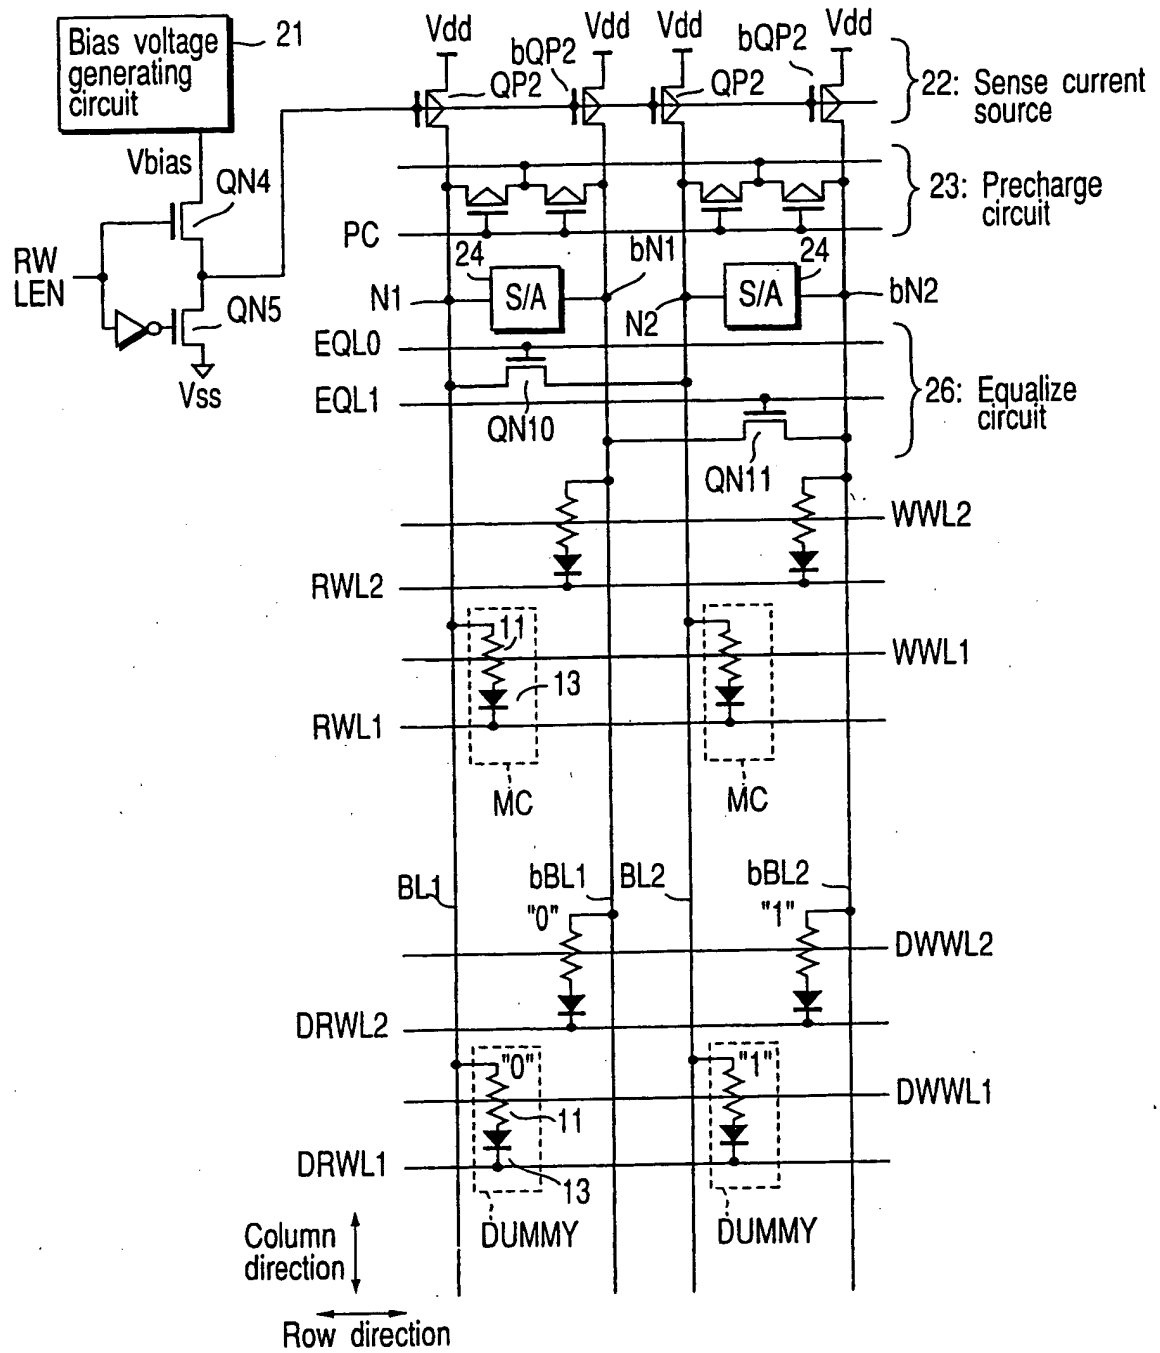 Vdd
Vdd
Vdd
Vdd
Bias voltage
generating
circuit
21
bQP2
bQP2
QP2
QP2
22: Sense current
source
Vbias
QN4
23: Precharge
circuit
PC
RW
LEN
24
bN1
24
N1
S/A
S/A
bN2
N2
QN5
Vss
EQL0
EQL1
QN10
26: Equalize
circuit
QN11
WWL2
RWL2
11
WWL1
13
RWL1
MC
MC
BL1
bBL1
BL2
bBL2
"0"
"1"
DWWL2
DRWL2
"0"
"1"
DWWL1
11
DRWL1
13
DUMMY
DUMMY
Column
direction
Row direction